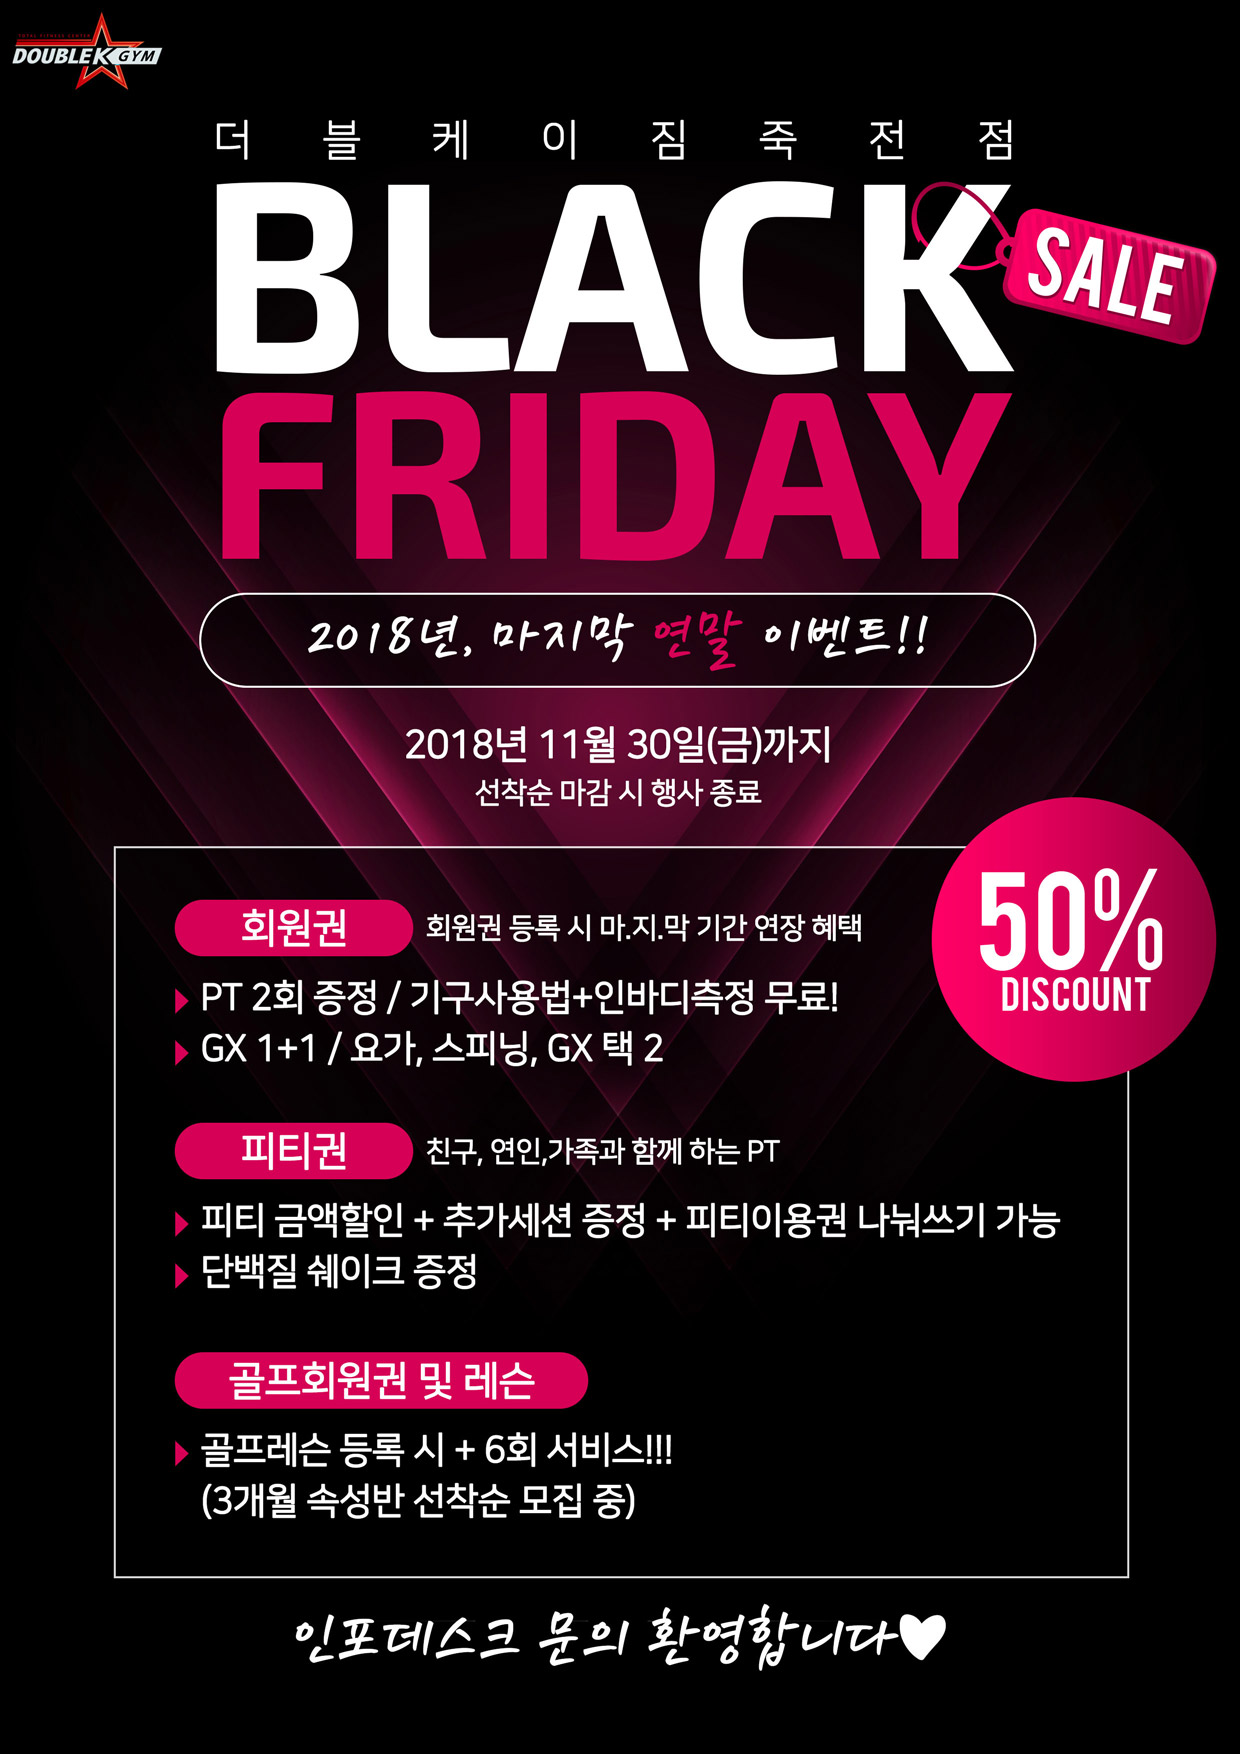 TOTAL FITNESS CENTER
DOUBLEK GYM
더블케이짐죽전점
BLACK
SALE
FRIDAY
2018년, 마지막 연말 이벤트!!
2018년 11월 30일(금)까지
선착순 마감 시 행사 종료
50%
DISCOUNT
회원권 회원권 등록 시 마.지.막 기간 연장 혜택
PT 2회 증정 / 기구사용법+인바디측정 무료!
GX 1+1 / 요가, 스피닝, GX 택 2
피티권 친구, 연인,가족과 함께 하는 PT
피티 금액할인 + 추가세션 증정 + 피티이용권 나눠쓰기 가능
단백질 쉐이크 증정
골프회원권 및 레슨
골프레슨 등록 시 + 6회 서비스!!!
(3개월 속성반 선착순 모집 중)
인포데스크 문의 환영합니다♥